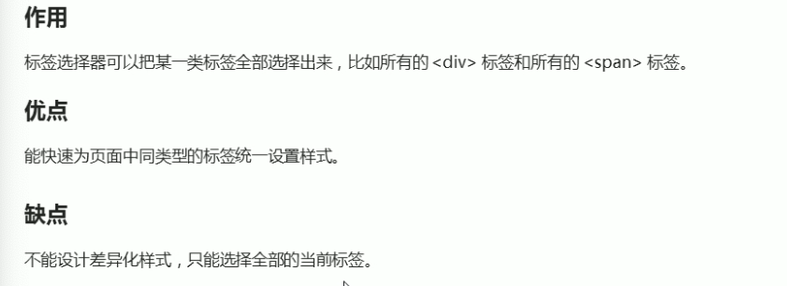 作用
标签选择器可以把某一类标签全部选择出来，比如所有的 <div> 标签和所有的 <span> 标签。
优点
能快速为页面中同类型的标签统一设置样式。
缺点
不能设计差异化样式，只能选择全部的当前标签。